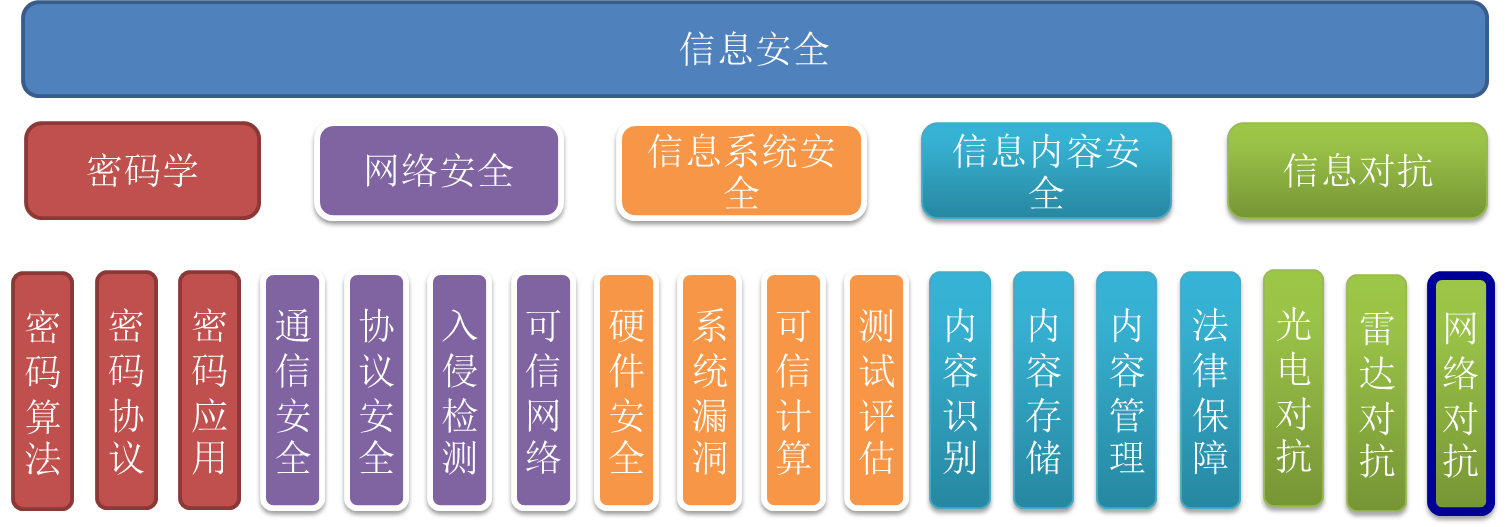 信息安全
密码学
网络安全
信息系统安
全
信息内容安
全
信息对抗
密码算法
密码协议
密码应用
通信安全
协议安全
入侵检测
可信网络
硬件安全
系统漏洞
可信计算
测试评估
内容识别
内容存储
内容管理
法律保障
光电对抗
雷达对抗
网络对抗